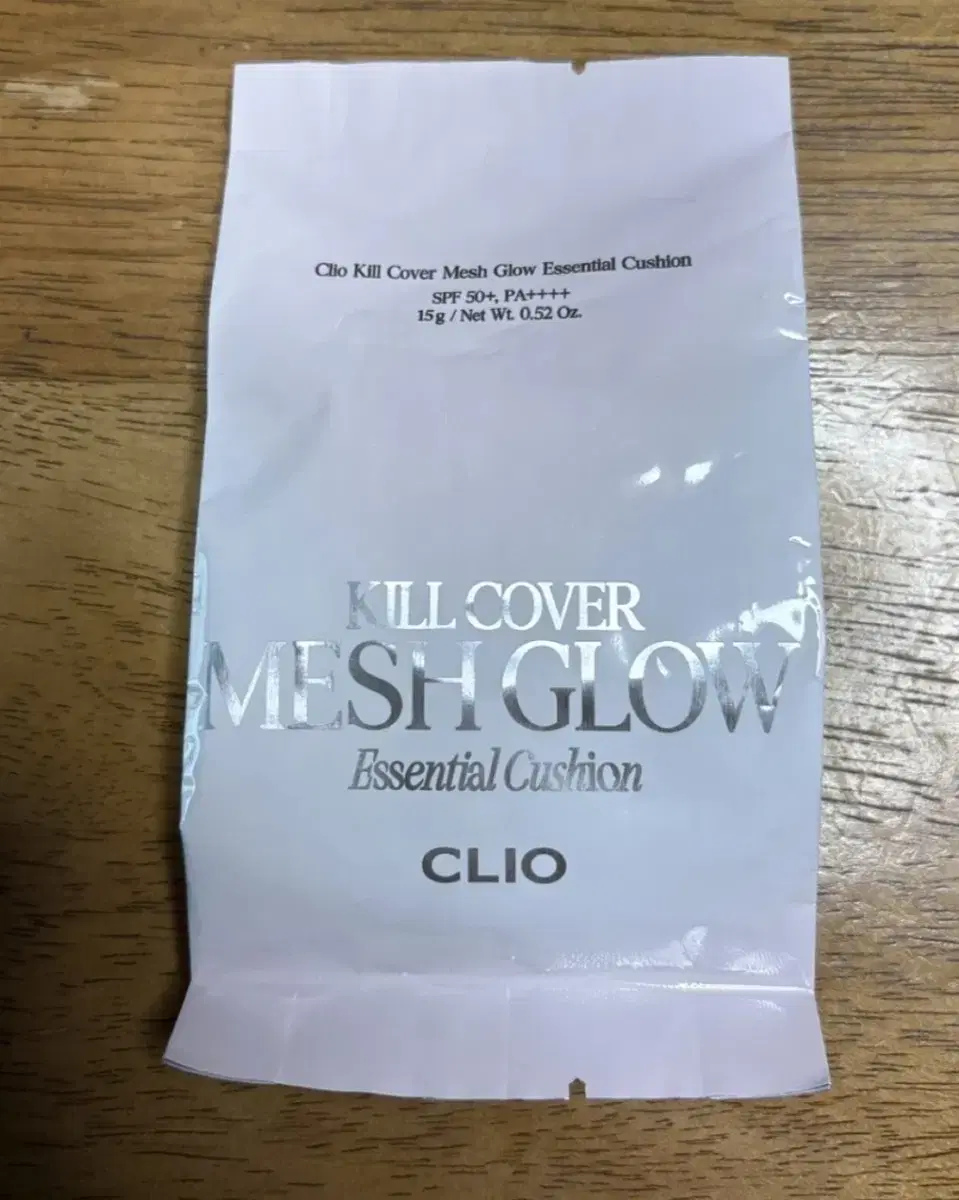 Clio Kill Cover Mesh Glow Essential Cushion
SPF 50+, PA++++
15g / Net Wt. 0.52 Oz.
KILL COVER
MESH GLOW
Essential Cushion
CLIO